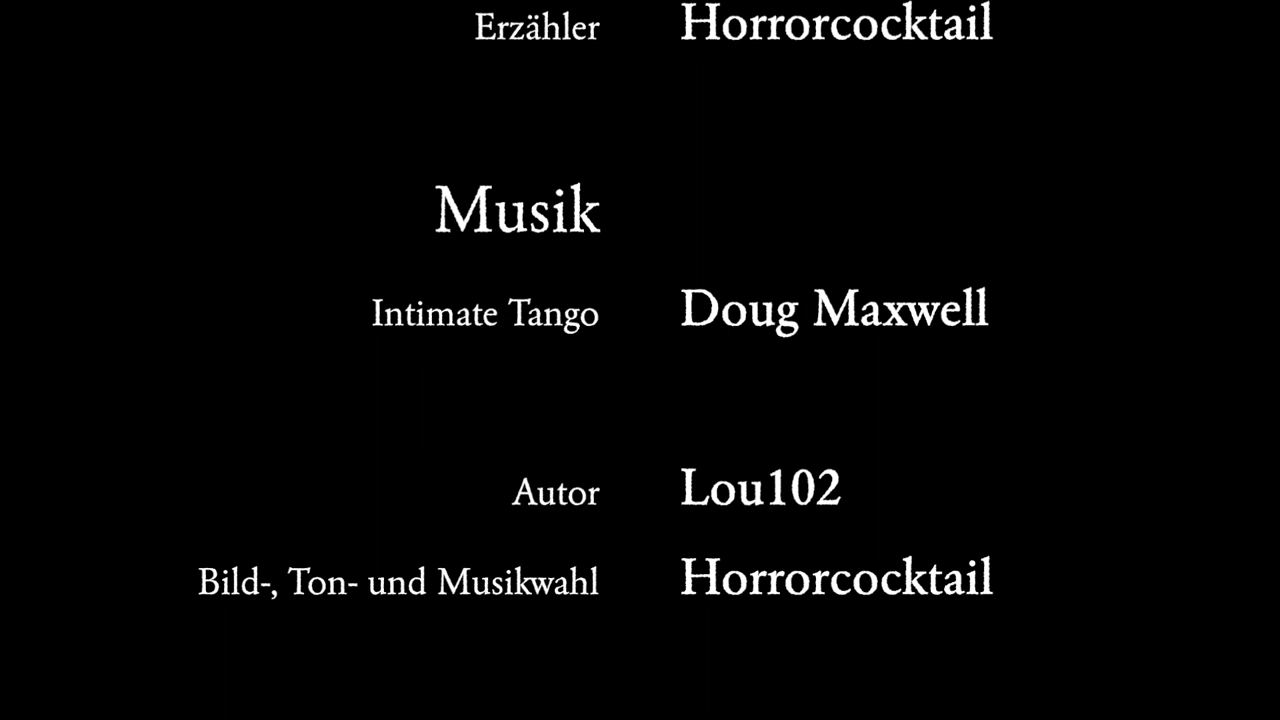 Erzähler Horrorcocktail
Musik
Intimate Tango Doug Maxwell
Autor Lou102
Bild-, Ton- und Musikwahl Horrorcocktail